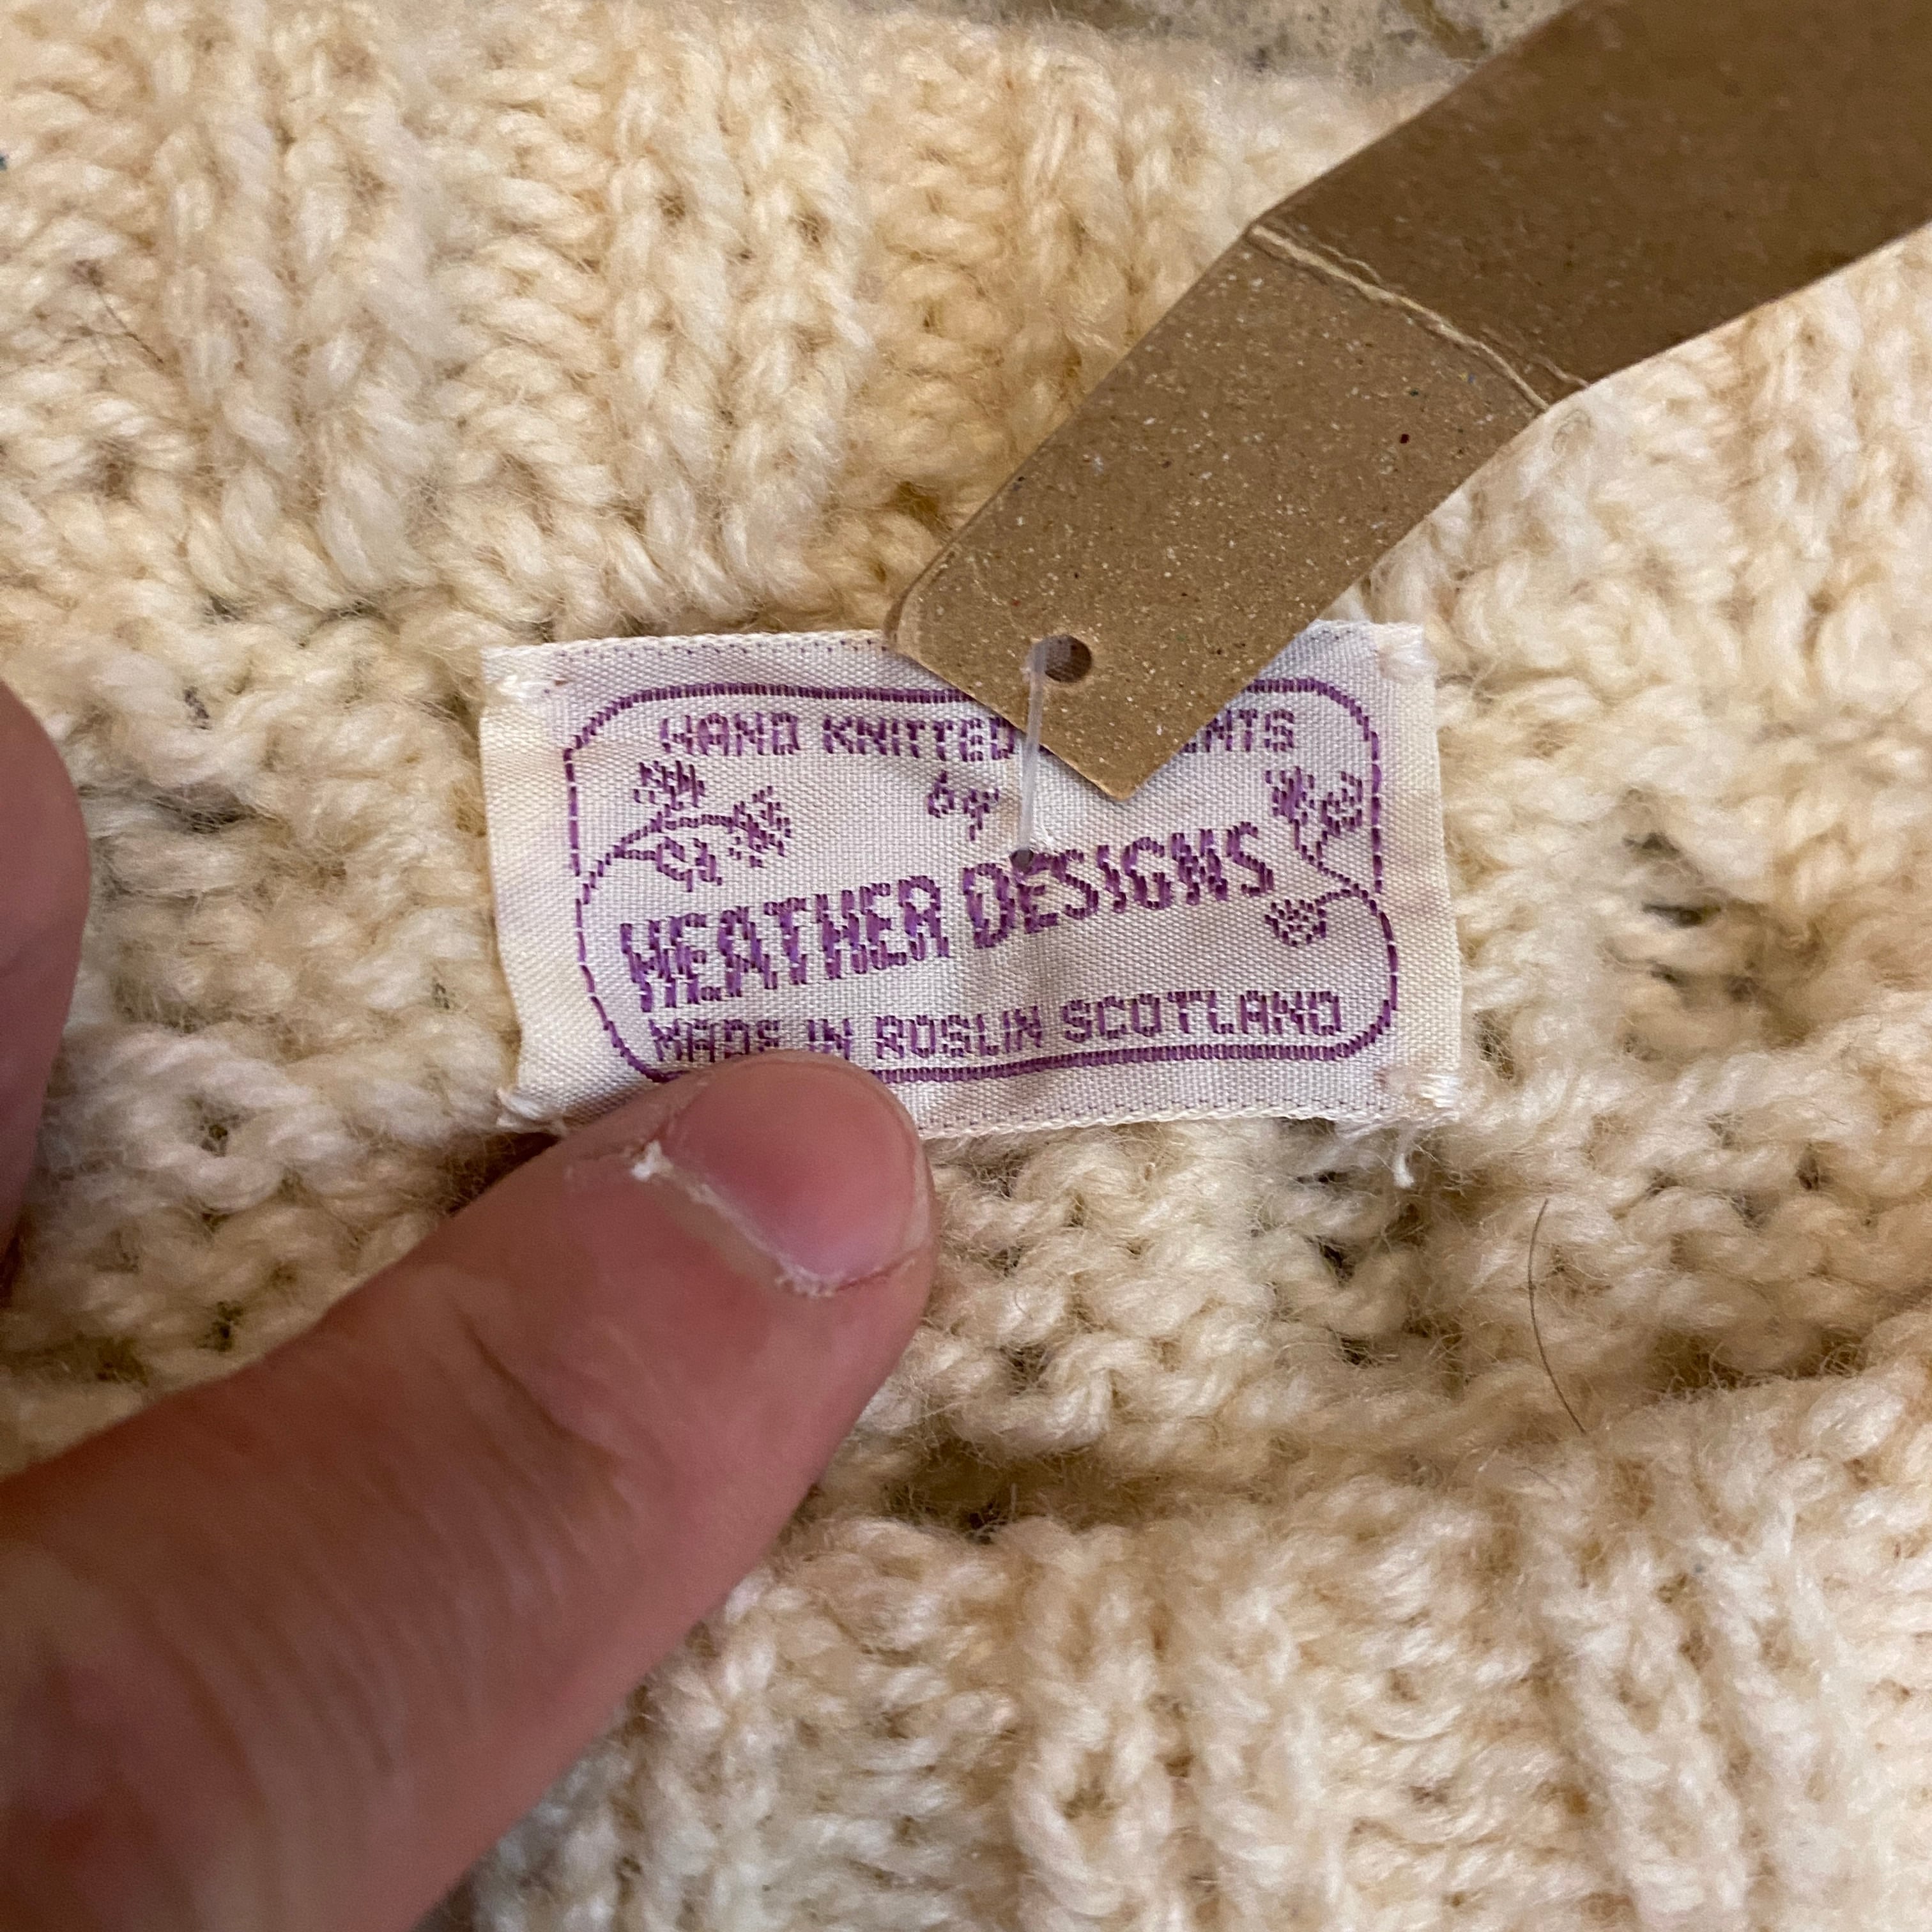 HAND KNITTED
by
HEATHER DESIGNS
MADE IN ROSLIN SCOTLAND